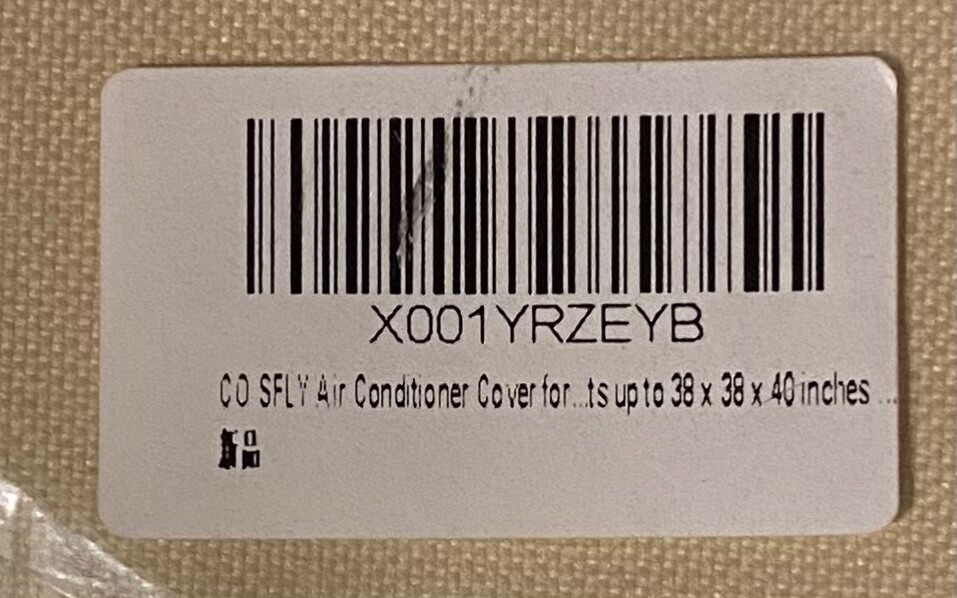 X001YRZEYB
CO SFLY Air Conditioner Cover for...ts up to 38 x 38 x 40 inches ...
新品